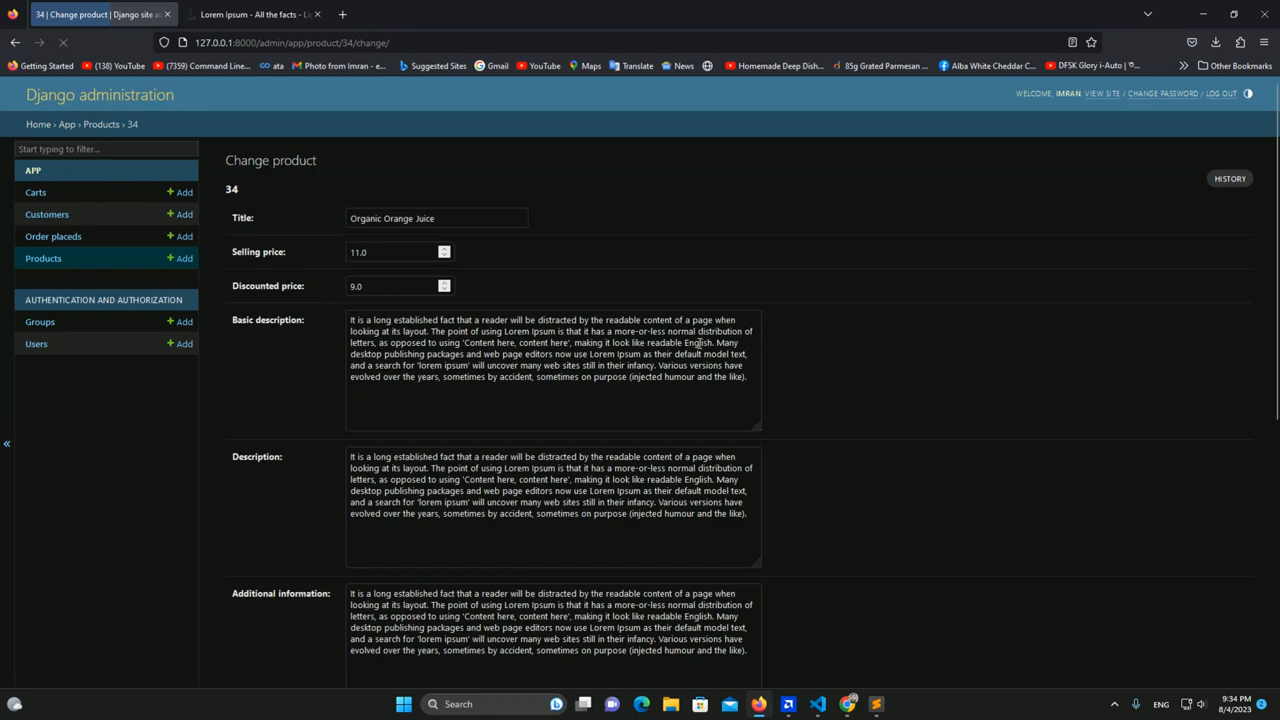 34 | Change product | Django site a
Lorem Ipsum - All the facts - Li
127.0.0.1:8000/admin/app/product/34/change/
Getting Started
(138) YouTube
(7359) Command Line...
ata
Photo from Imran - e...
Suggested Sites
Gmail
YouTube
Maps
Translate
News
Homemade Deep Dish...
85g Grated Parmesan ...
Alba White Cheddar C...
Other Bookmarks
Django administration
WELCOME, IMRAN. VIEW SITE / CHANGE PASSWORD / LOG OUT
Home › App › Products › 34
Start typing to filter...
APP
Carts + Add
Customers + Add
Order placeds + Add
Products + Add
AUTHENTICATION AND AUTHORIZATION
Groups + Add
Users + Add
«
Change product
HISTORY
34
Title: Organic Orange Juice
Selling price: 11.0
Discounted price: 9.0
Basic description:
It is a long established fact that a reader will be distracted by the readable content of a page when
looking at its layout. The point of using Lorem Ipsum is that it has a more-or-less normal distribution of
letters, as opposed to using 'Content here, content here', making it look like readable English. Many
desktop publishing packages and web page editors now use Lorem Ipsum as their default model text,
and a search for 'lorem ipsum' will uncover many web sites still in their infancy. Various versions have
evolved over the years, sometimes by accident, sometimes on purpose (injected humour and the like).
Description:
It is a long established fact that a reader will be distracted by the readable content of a page when
looking at its layout. The point of using Lorem Ipsum is that it has a more-or-less normal distribution of
letters, as opposed to using 'Content here, content here', making it look like readable English. Many
desktop publishing packages and web page editors now use Lorem Ipsum as their default model text,
and a search for 'lorem ipsum' will uncover many web sites still in their infancy. Various versions have
evolved over the years, sometimes by accident, sometimes on purpose (injected humour and the like).
Additional information:
It is a long established fact that a reader will be distracted by the readable content of a page when
looking at its layout. The point of using Lorem Ipsum is that it has a more-or-less normal distribution of
letters, as opposed to using 'Content here, content here', making it look like readable English. Many
desktop publishing packages and web page editors now use Lorem Ipsum as their default model text,
and a search for 'lorem ipsum' will uncover many web sites still in their infancy. Various versions have
evolved over the years, sometimes by accident, sometimes on purpose (injected humour and the like).
Search
ENG
9:34 PM
8/4/2023